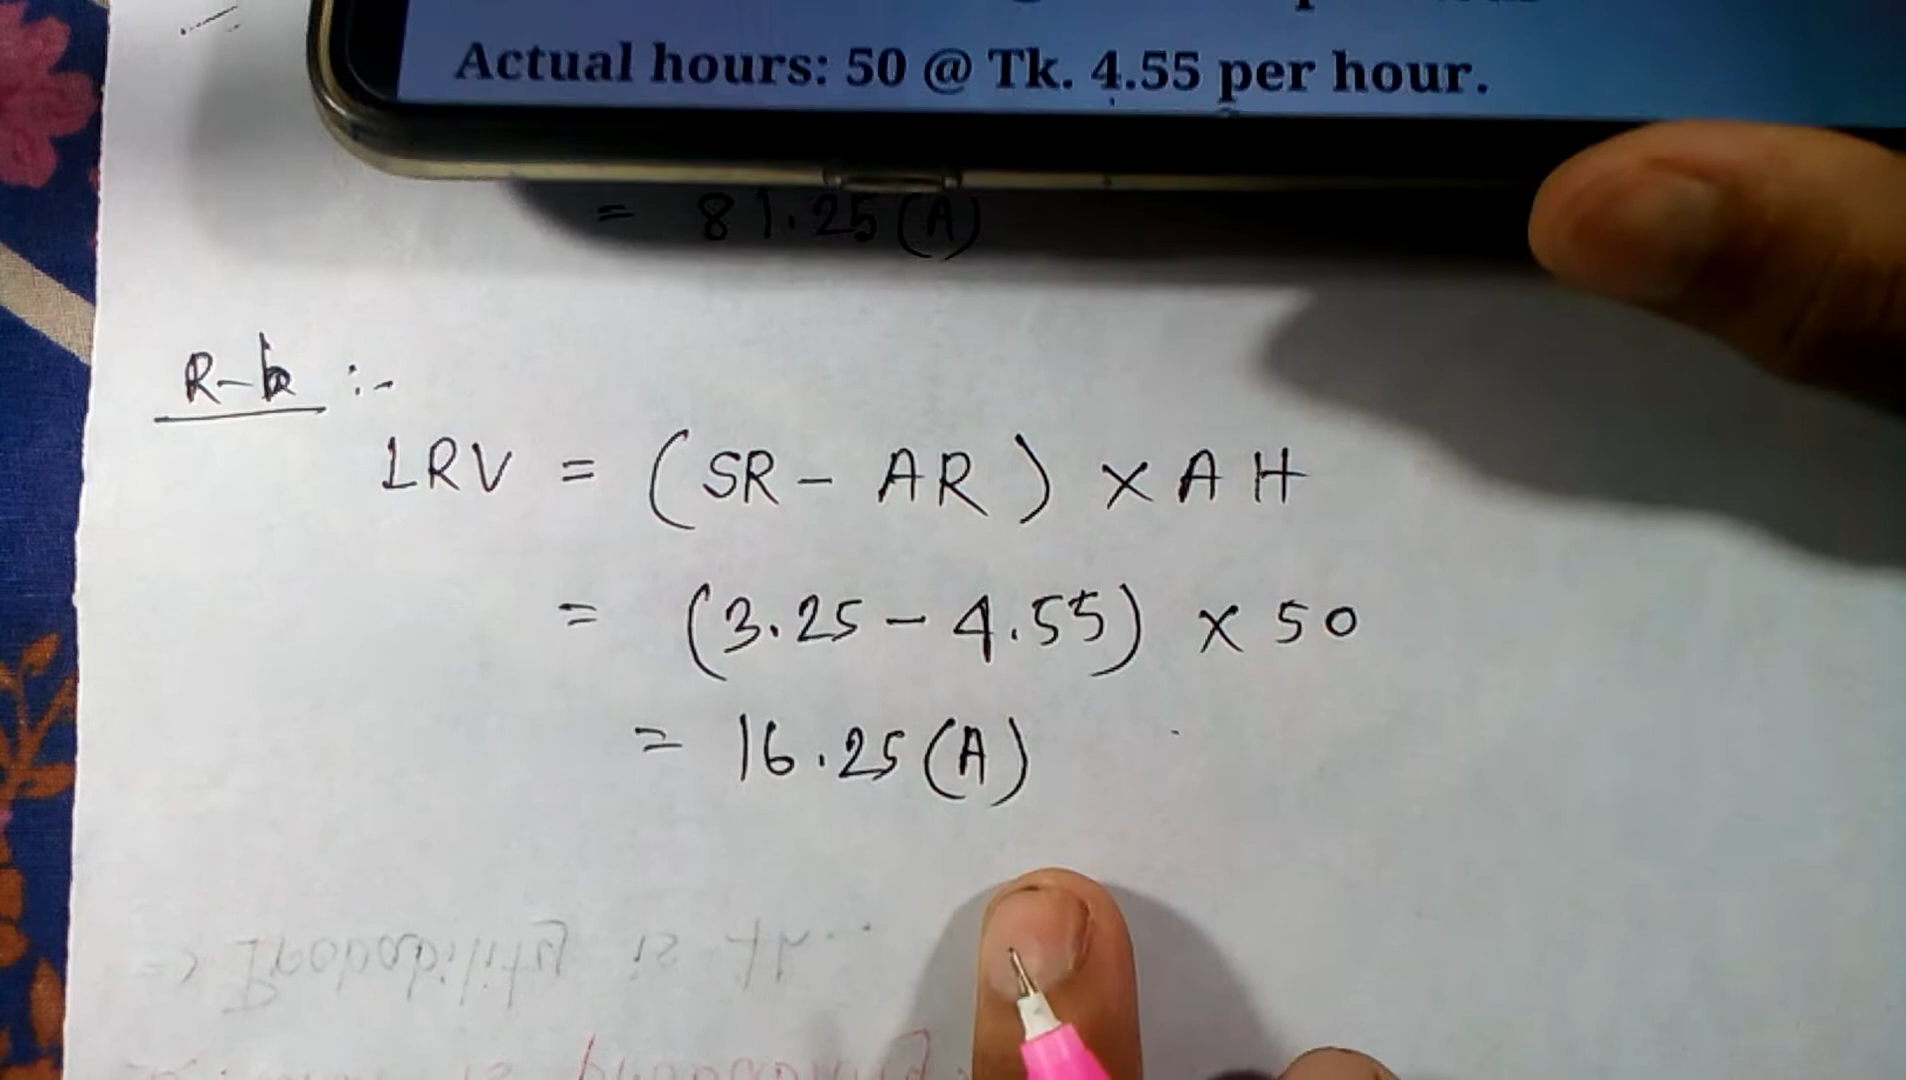 Actual hours: 50 @ Tk. 4.55 per hour.
= 81.25 (A)
R-b :-
LRV = (SR - AR) × AH
= (3.25 - 4.55) × 50
= 16.25 (A)